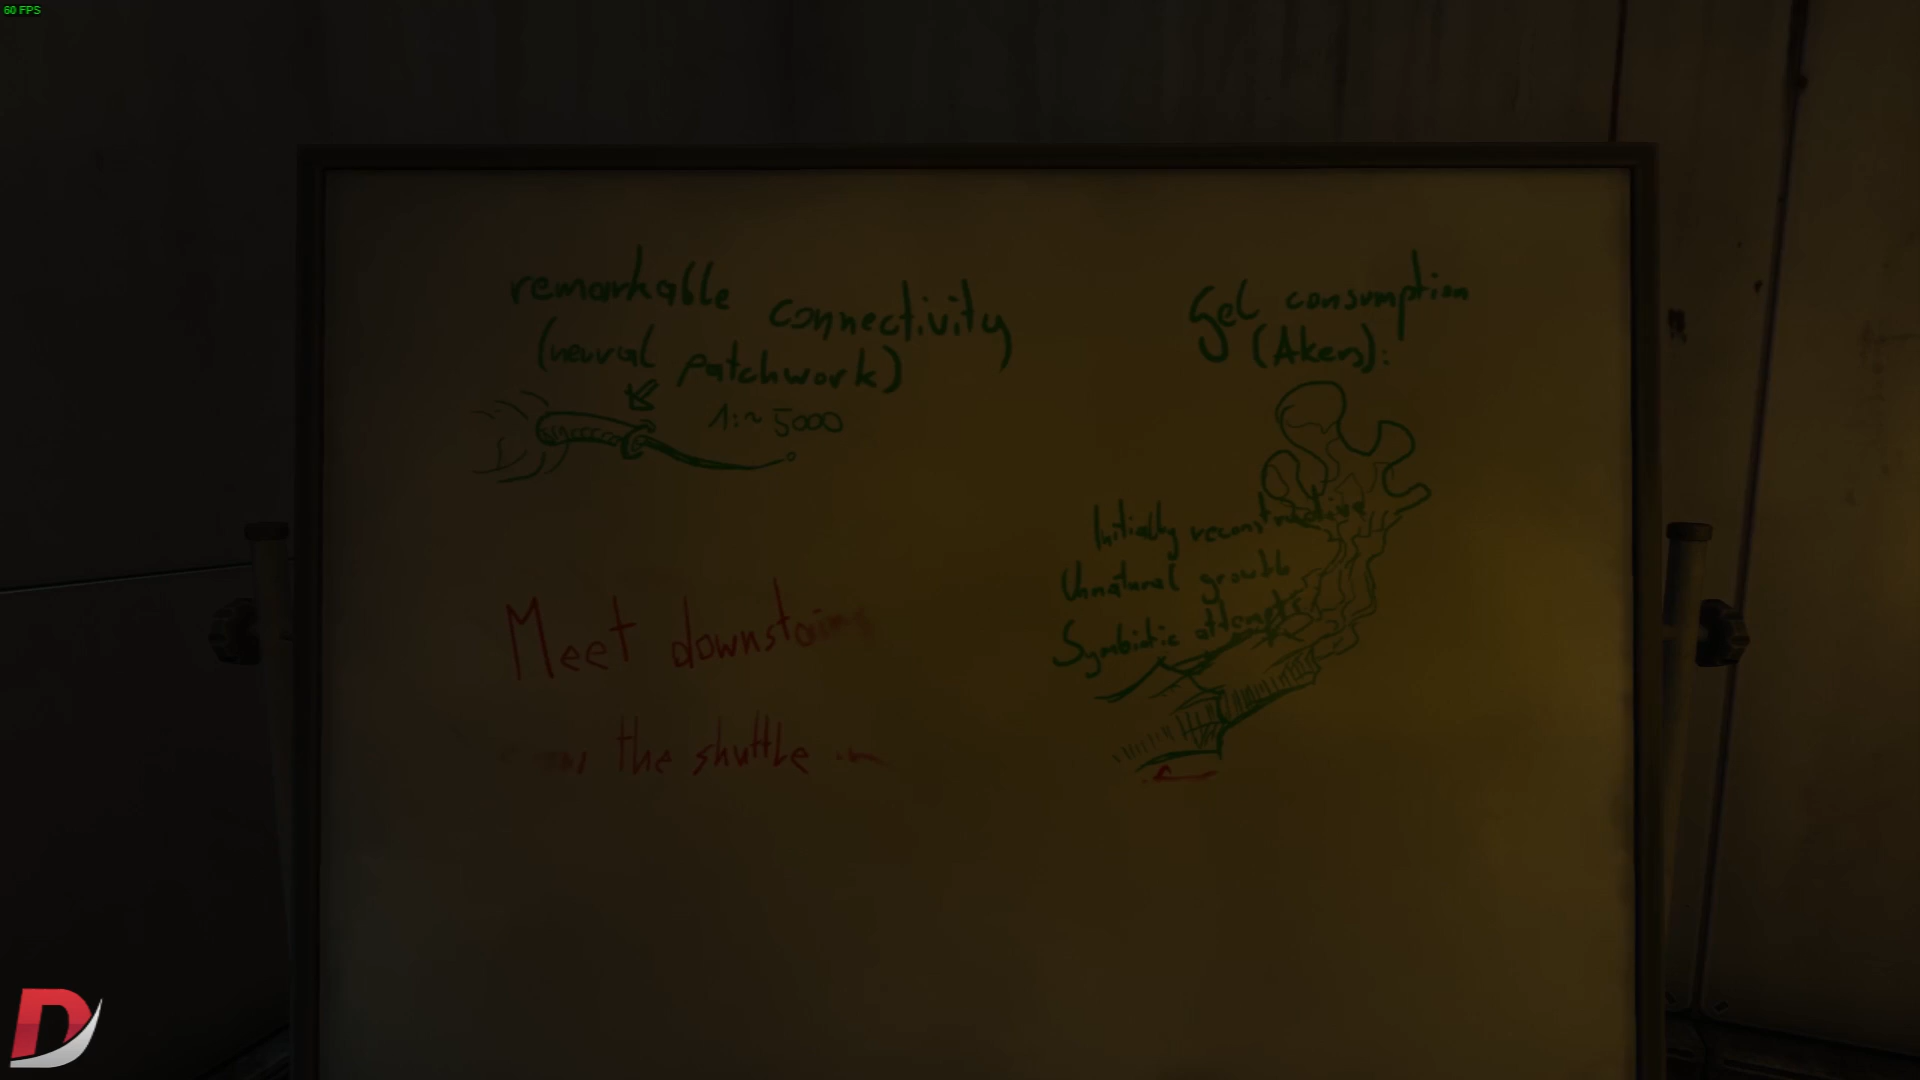 60 FPS
remarkable connectivity
(neural patchwork)
1:~ 5000
Gel consumption
(Akers):
Initially reconstructive
Unnatural growth
Symbiotic attempts
Meet downstairs
the shuttle
D